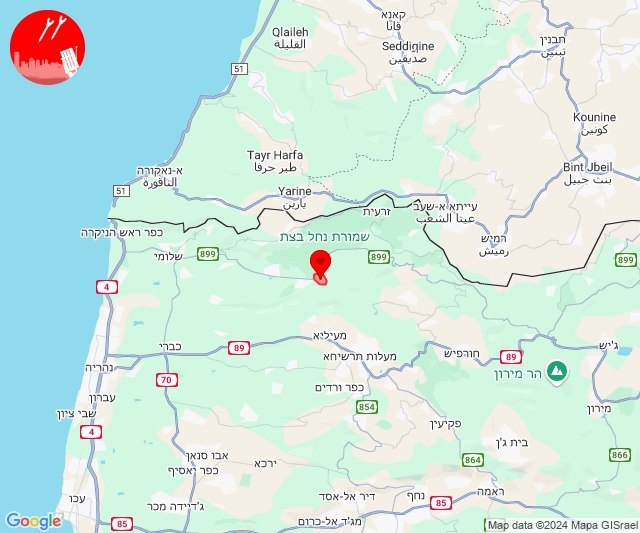 Qlaileh
القليلة
קאנא
قانا
Seddiqine
صديقين
תבנין
تبنين
51
Kounine
كونين
Tayr Harfa
طير حرفا
Bint Jbeil
بنت جبيل
א-נאקורה
الناقورة
51
Yarine
يارين
זרעית
עייתא א-שעב
عيتا الشعب
כפר ראש הניקרה
שמורת נחל בצת
רמיש
رميش
שלומי
899
899
899
4
מעיליא
כברי
89
מעלות תרשיחא
חורפיש
89
ג'יש
נהריה
70
הר מירון
כפר ורדים
עברון
854
מירון
שבי ציון
4
פקיעין
בית ג'ן
אבו סנאן
ירכא
864
866
כפר יאסיף
עכו
ג'דיידה מכר
דיר אל-אסד
נחף
ראמה
85
85
מג'ד אל-כרום
Google
Map data ©2024 Mapa GISrael